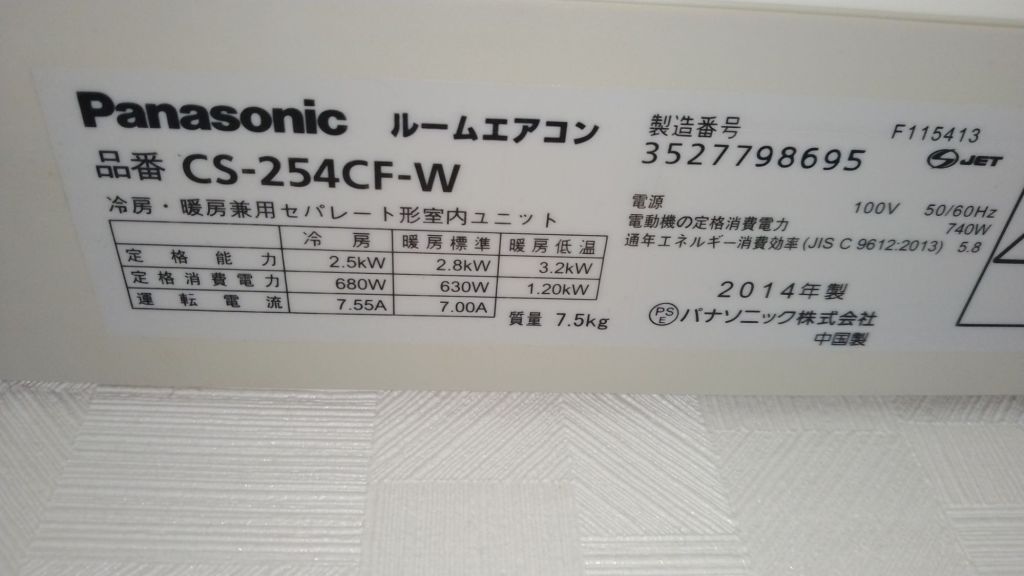 Panasonic ルームエアコン
品番 CS-254CF-W
冷房・暖房兼用セパレート形室内ユニット
冷房 暖房標準 暖房低温
定格能力 2.5kW 2.8kW 3.2kW
定格消費電力 680W 630W 1.20kW
運転電流 7.55A 7.00A
質量 7.5kg
製造番号 F115413
3527798695 JET
電源 100V 50/60Hz
電動機の定格消費電力 740W
通年エネルギー消費効率(JIS C 9612:2013) 5.8
2014年製
PSE パナソニック株式会社
中国製